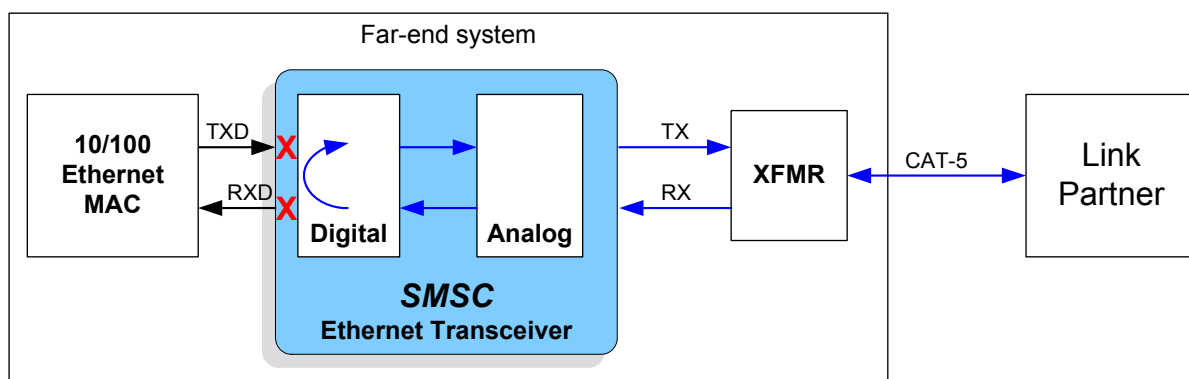 Far-end system
10/100
Ethernet
MAC
TXD
RXD
X
X
Digital
Analog
SMSC
Ethernet Transceiver
TX
RX
XFMR
CAT-5
Link
Partner